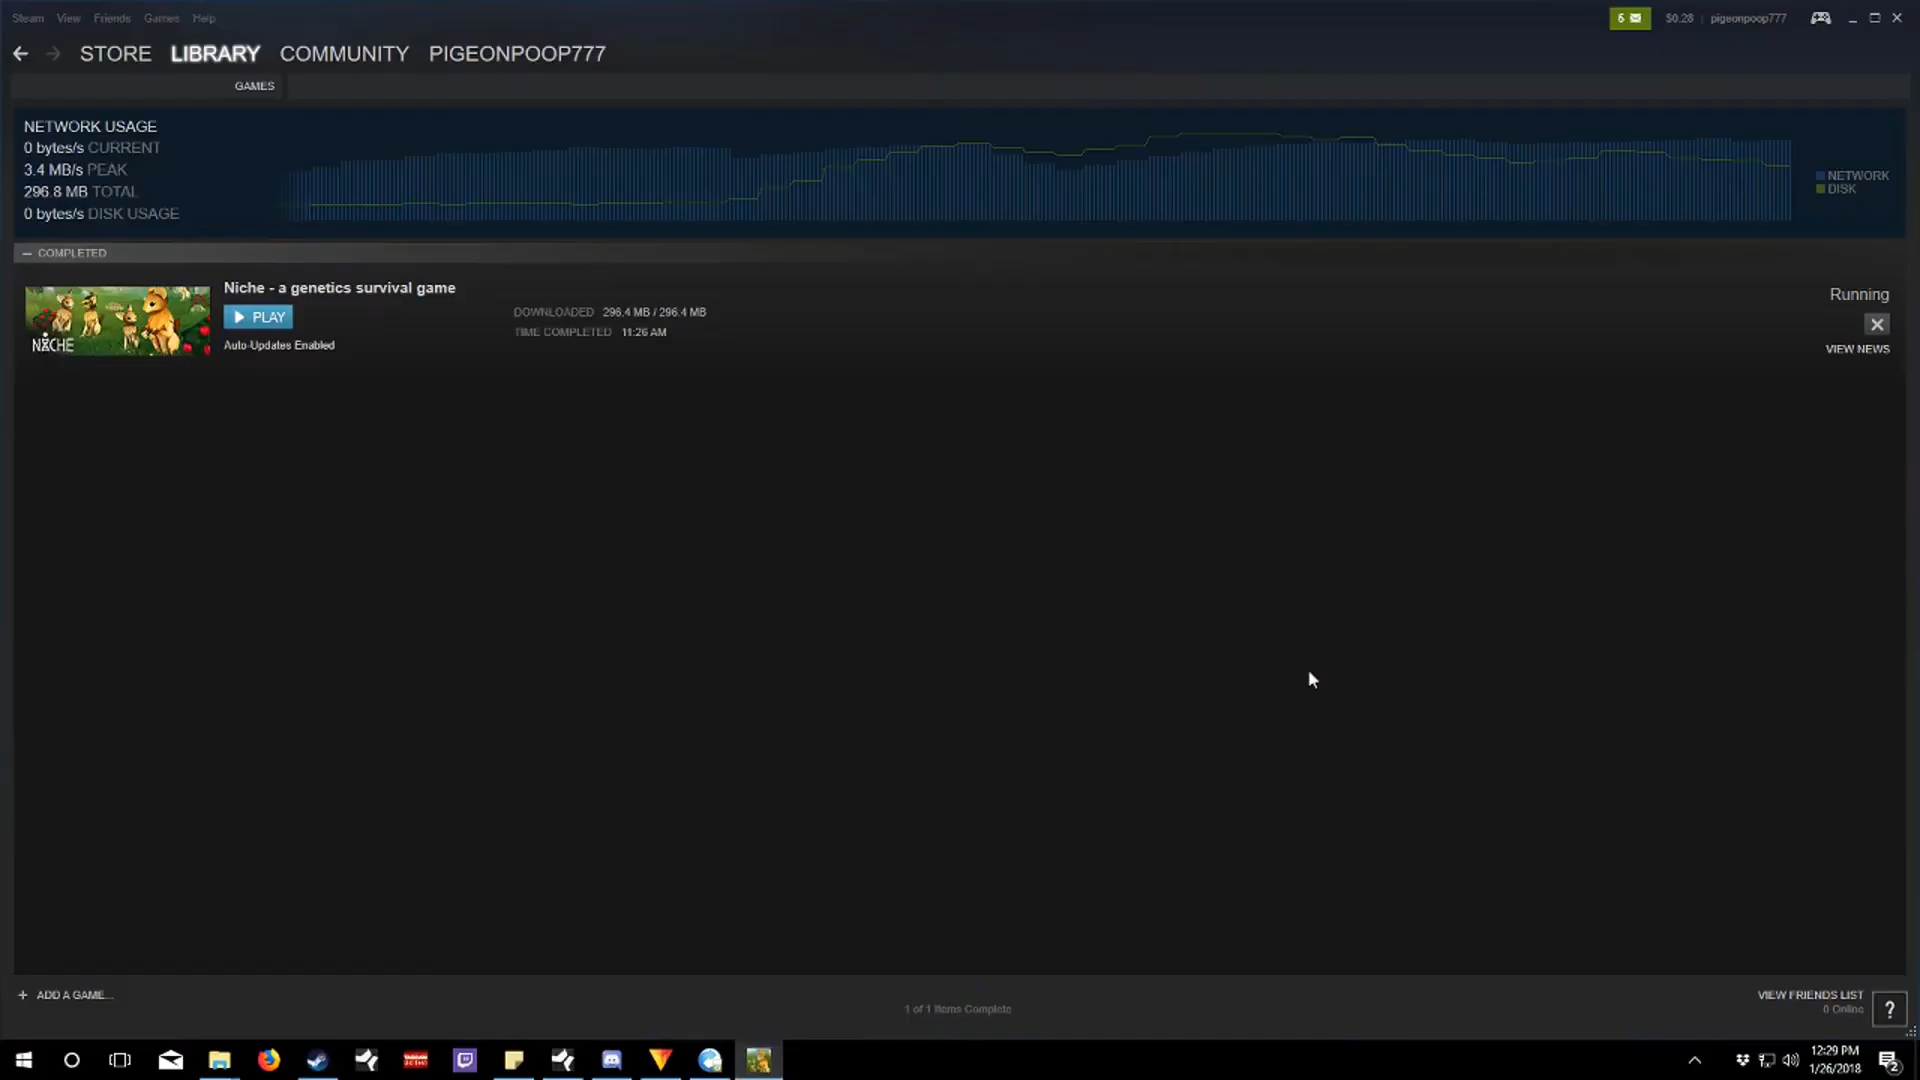 Steam View Friends Games Help
6 $0.28 | pigeonpoop777
STORE LIBRARY COMMUNITY PIGEONPOOP777
GAMES
NETWORK USAGE
0 bytes/s CURRENT
3.4 MB/s PEAK
296.8 MB TOTAL
0 bytes/s DISK USAGE
NETWORK
DISK
— COMPLETED
Niche - a genetics survival game
PLAY
Auto-Updates Enabled
NICHE
DOWNLOADED 296.4 MB / 296.4 MB
TIME COMPLETED 11:26 AM
Running
VIEW NEWS
+ ADD A GAME...
1 of 1 Items Complete
VIEW FRIENDS LIST
0 Online
?
12:29 PM
1/26/2018
2